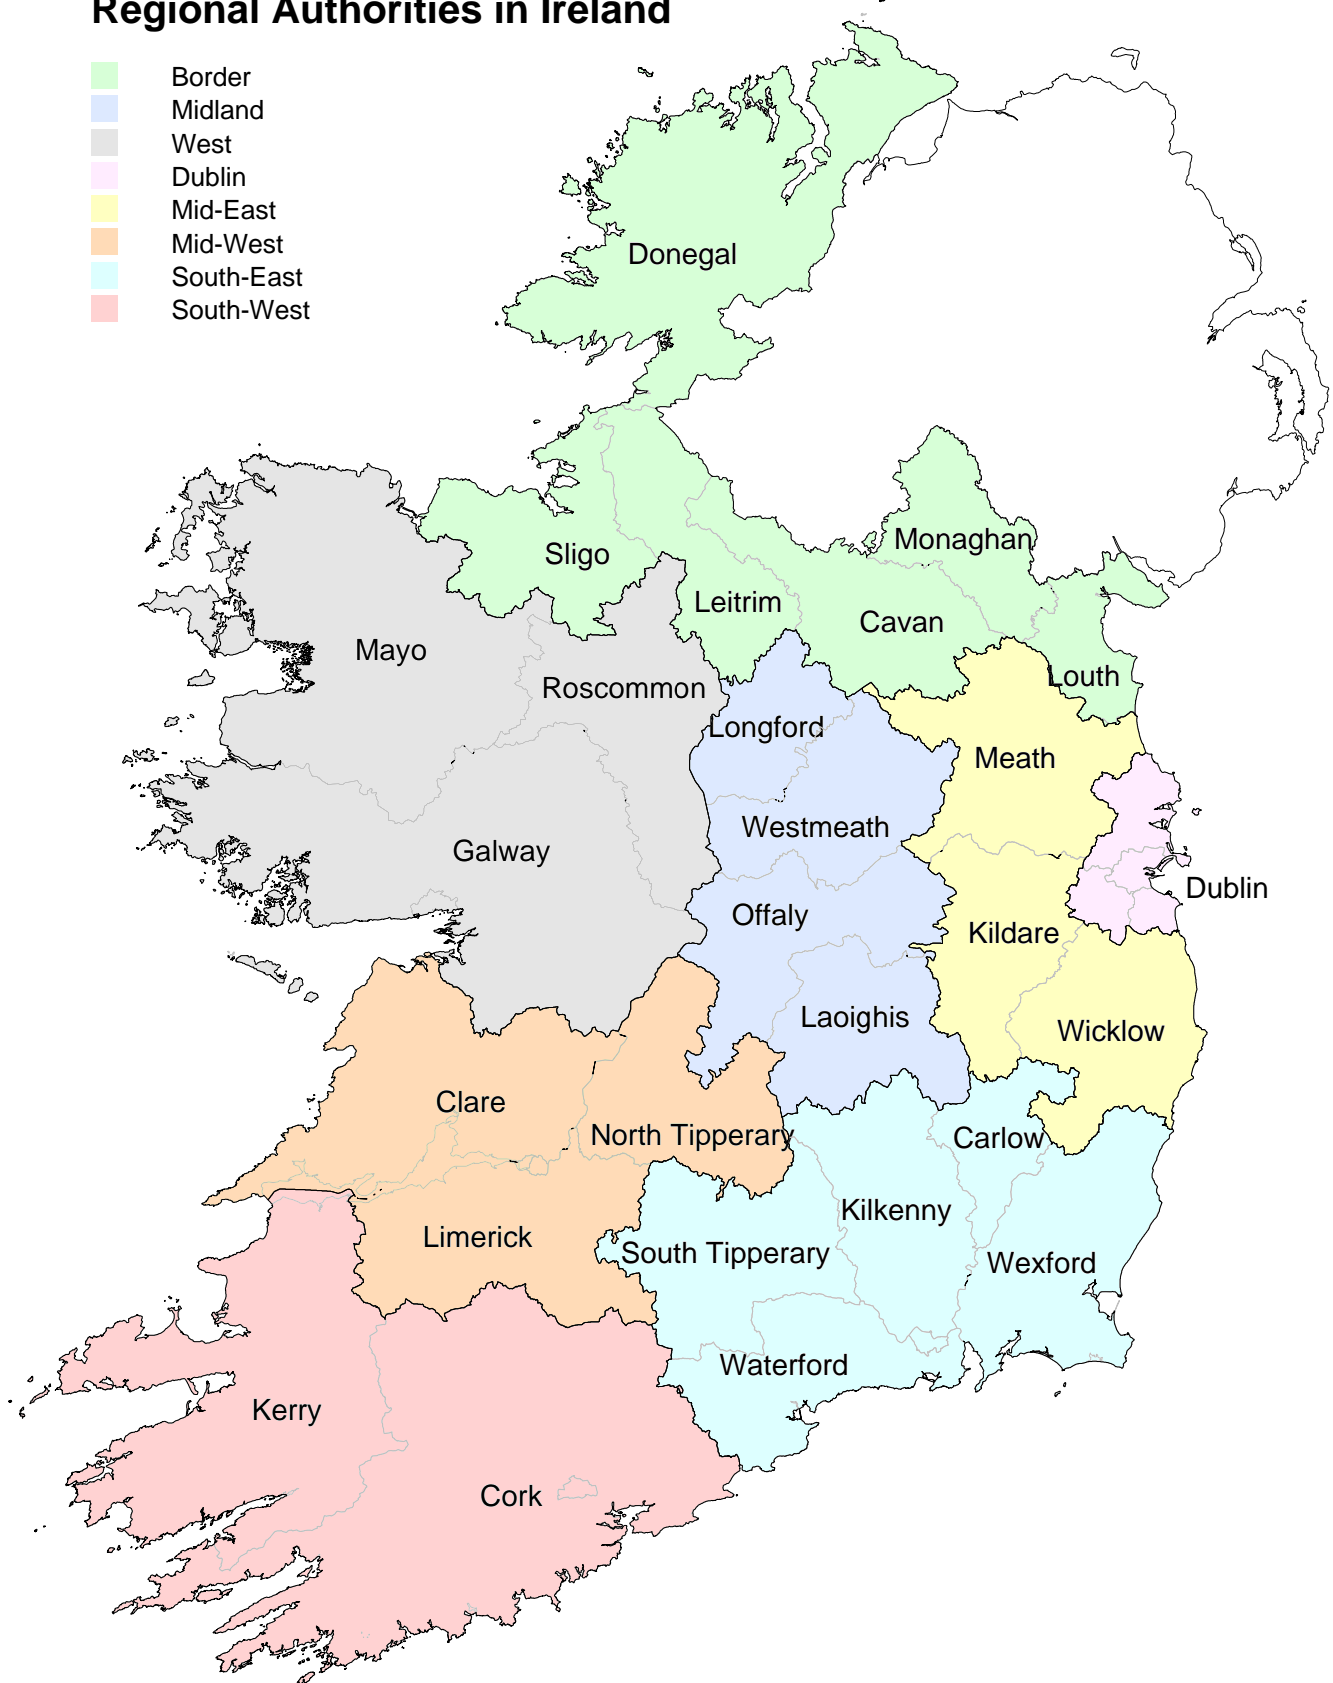 Regional Authorities in Ireland
Border
Midland
West
Dublin
Mid-East
Mid-West
South-East
South-West
Donegal
Monaghan
Sligo
Leitrim
Cavan
Mayo
Louth
Roscommon
Longford
Meath
Westmeath
Galway
Dublin
Offaly
Kildare
Laoighis
Wicklow
Clare
North Tipperary
Carlow
Kilkenny
Limerick
South Tipperary
Wexford
Waterford
Kerry
Cork